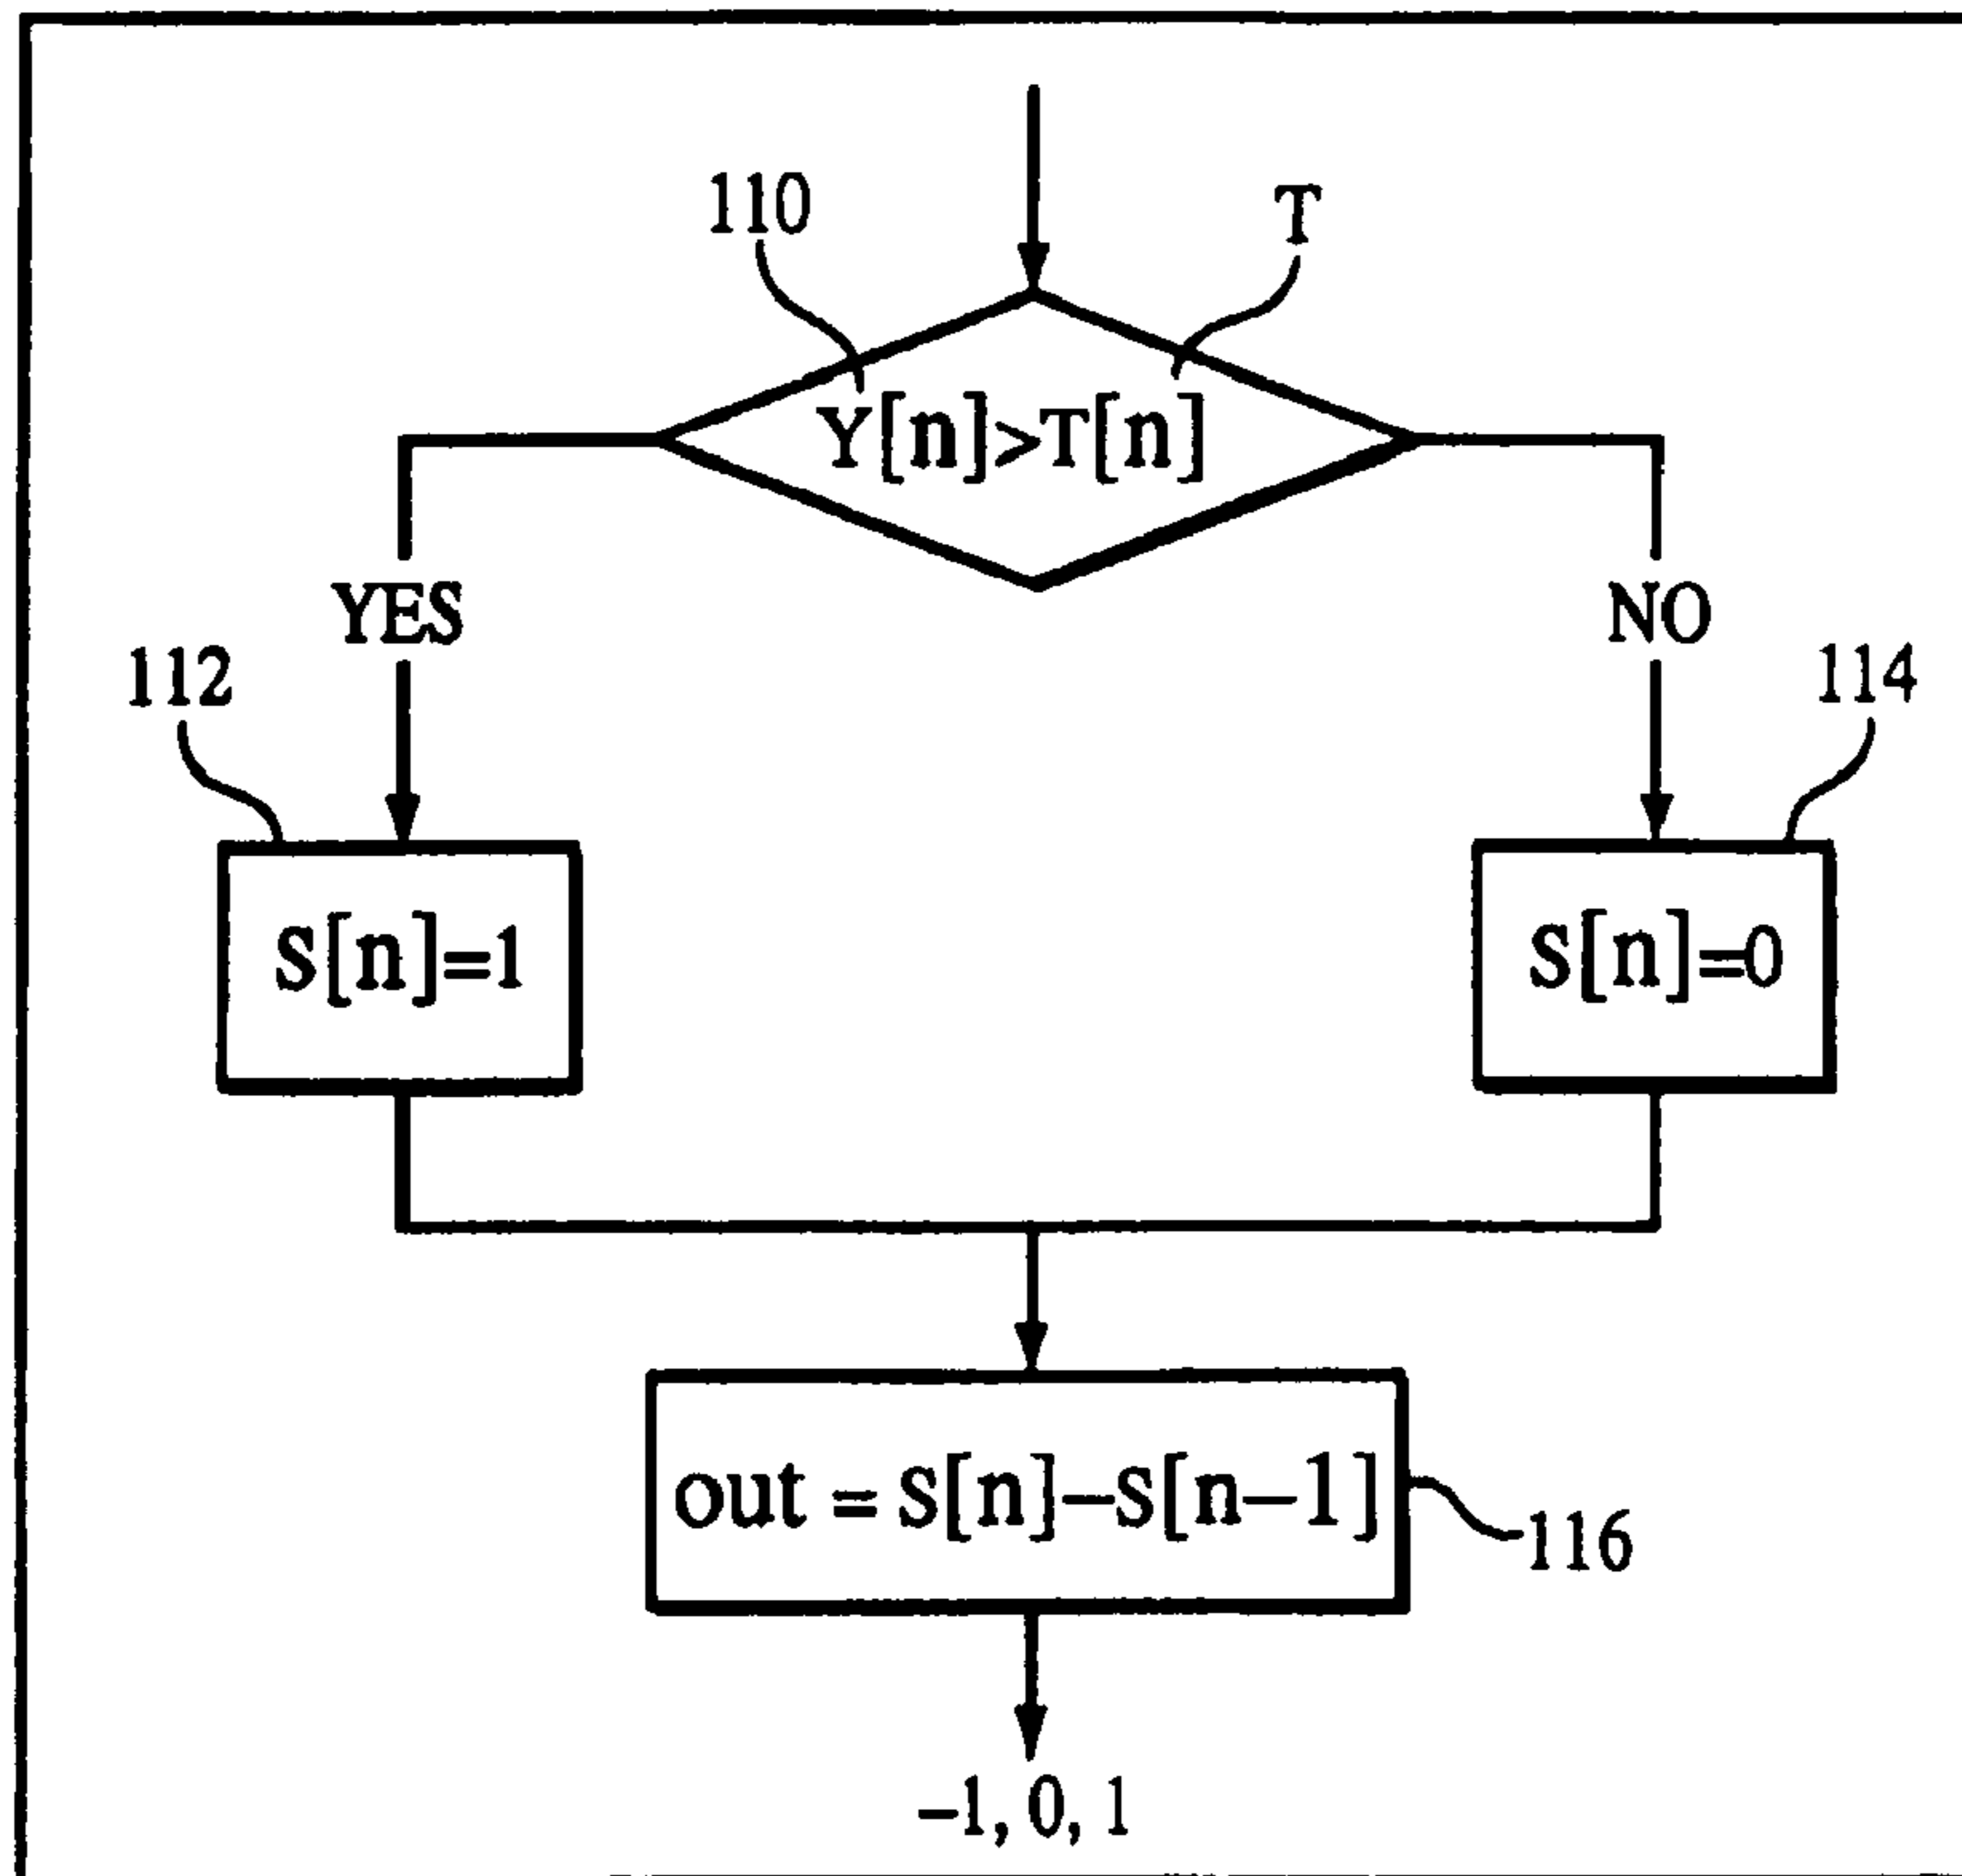 110
T
Y[n]>T[n]
YES
NO
112
114
S[n]=1
S[n]=0
out = S[n]–S[n–1]
116
–1, 0, 1